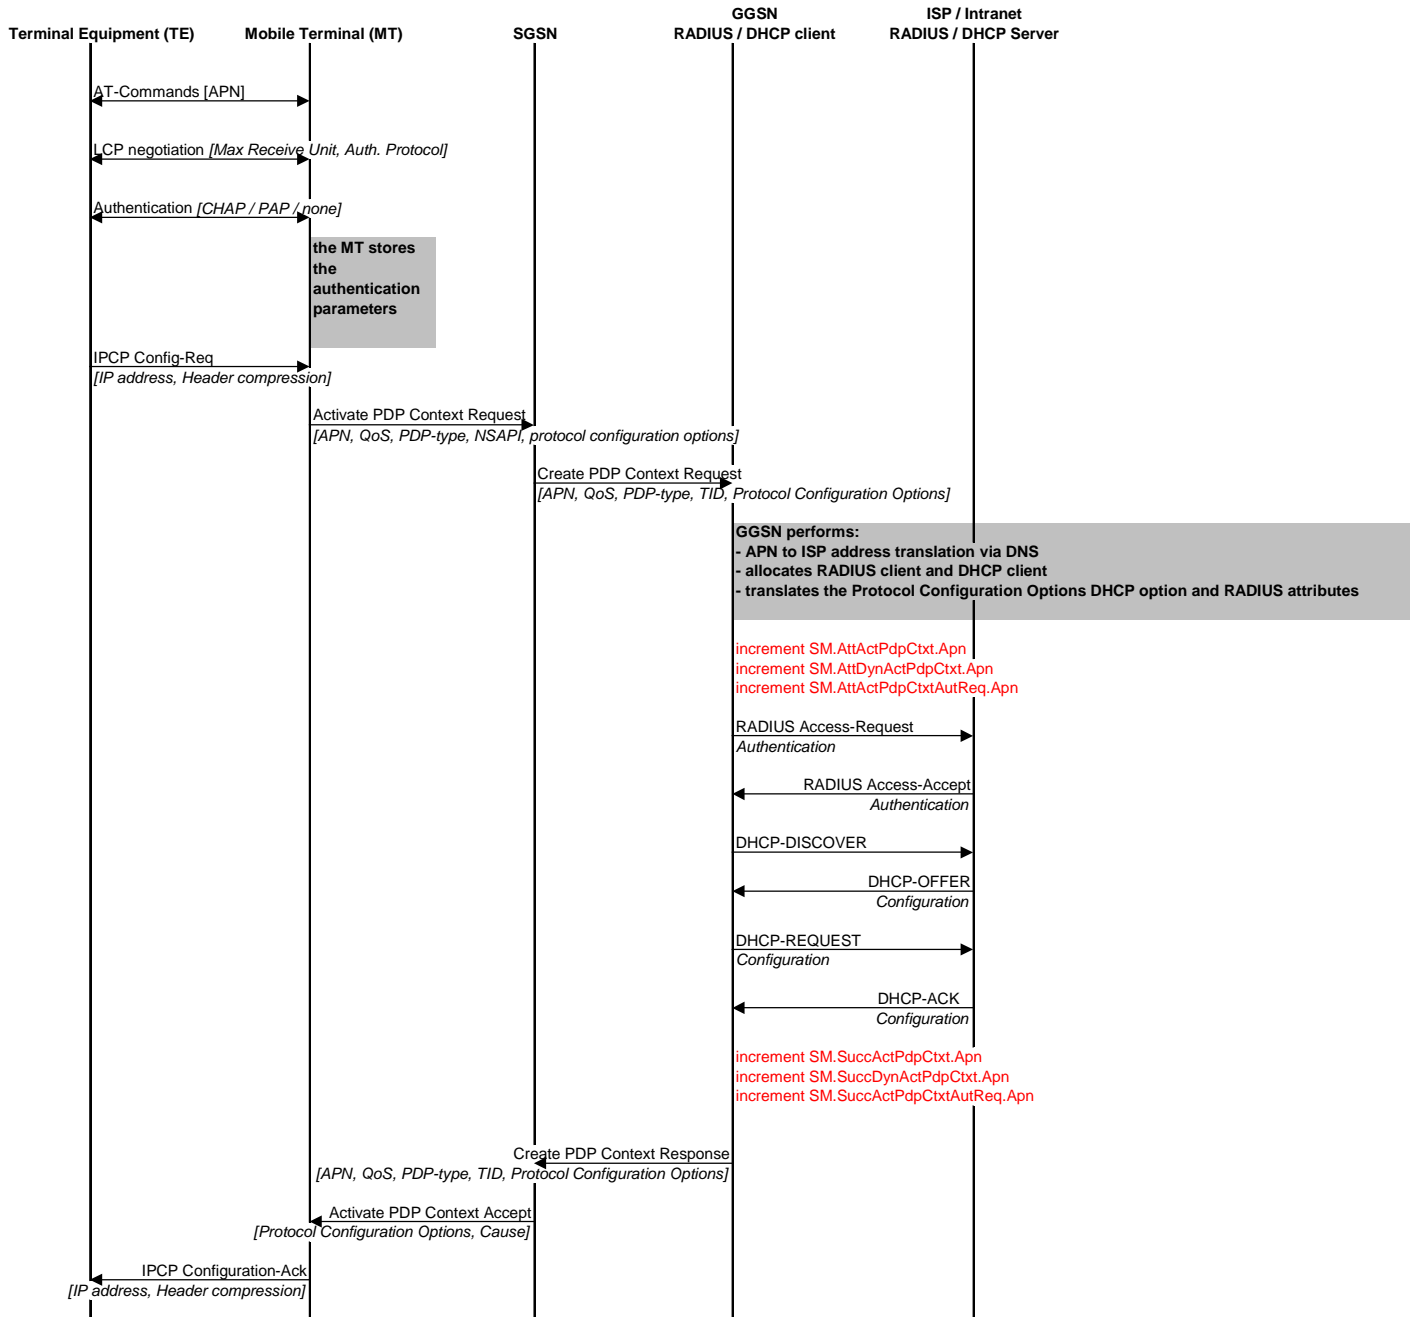 GGSN
ISP / Intranet
Terminal Equipment (TE)
Mobile Terminal (MT)
SGSN
RADIUS / DHCP client
RADIUS / DHCP Server
AT-Commands [APN]
LCP negotiation [Max Receive Unit, Auth. Protocol]
Authentication [CHAP / PAP / none]
the MT stores
the
authentication
parameters
IPCP Config-Req
[IP address, Header compression]
Activate PDP Context Request
[APN, QoS, PDP-type, NSAPI, protocol configuration options]
Create PDP Context Request
[APN, QoS, PDP-type, TID, Protocol Configuration Options]
GGSN performs:
- APN to ISP address translation via DNS
- allocates RADIUS client and DHCP client
- translates the Protocol Configuration Options DHCP option and RADIUS attributes
increment SM.AttActPdpCtxt.Apn
increment SM.AttDynActPdpCtxt.Apn
increment SM.AttActPdpCtxtAutReq.Apn
RADIUS Access-Request
Authentication
RADIUS Access-Accept
Authentication
DHCP-DISCOVER
DHCP-OFFER
Configuration
DHCP-REQUEST
Configuration
DHCP-ACK
Configuration
increment SM.SuccActPdpCtxt.Apn
increment SM.SuccDynActPdpCtxt.Apn
increment SM.SuccActPdpCtxtAutReq.Apn
Create PDP Context Response
[APN, QoS, PDP-type, TID, Protocol Configuration Options]
Activate PDP Context Accept
[Protocol Configuration Options, Cause]
IPCP Configuration-Ack
[IP address, Header compression]